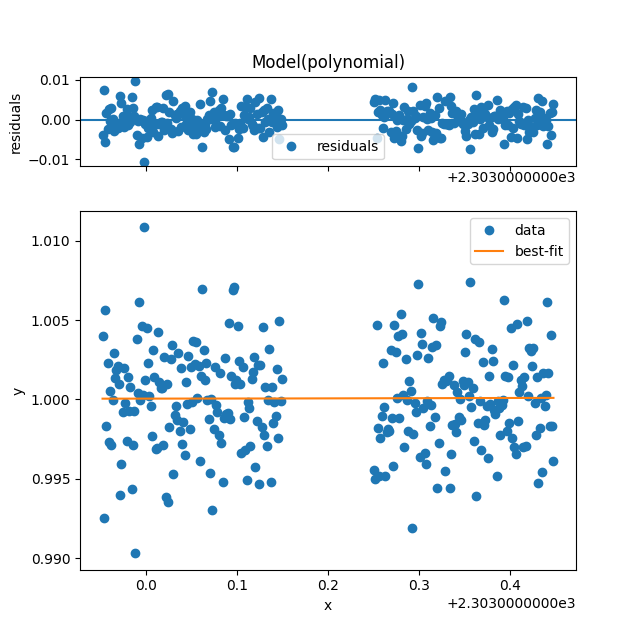 Model(polynomial)
0.01
0.00
−0.01
residuals
residuals
+2.3030000000e3
1.010
1.005
1.000
0.995
0.990
y
data
best-fit
0.0 0.1 0.2 0.3 0.4
x
+2.3030000000e3